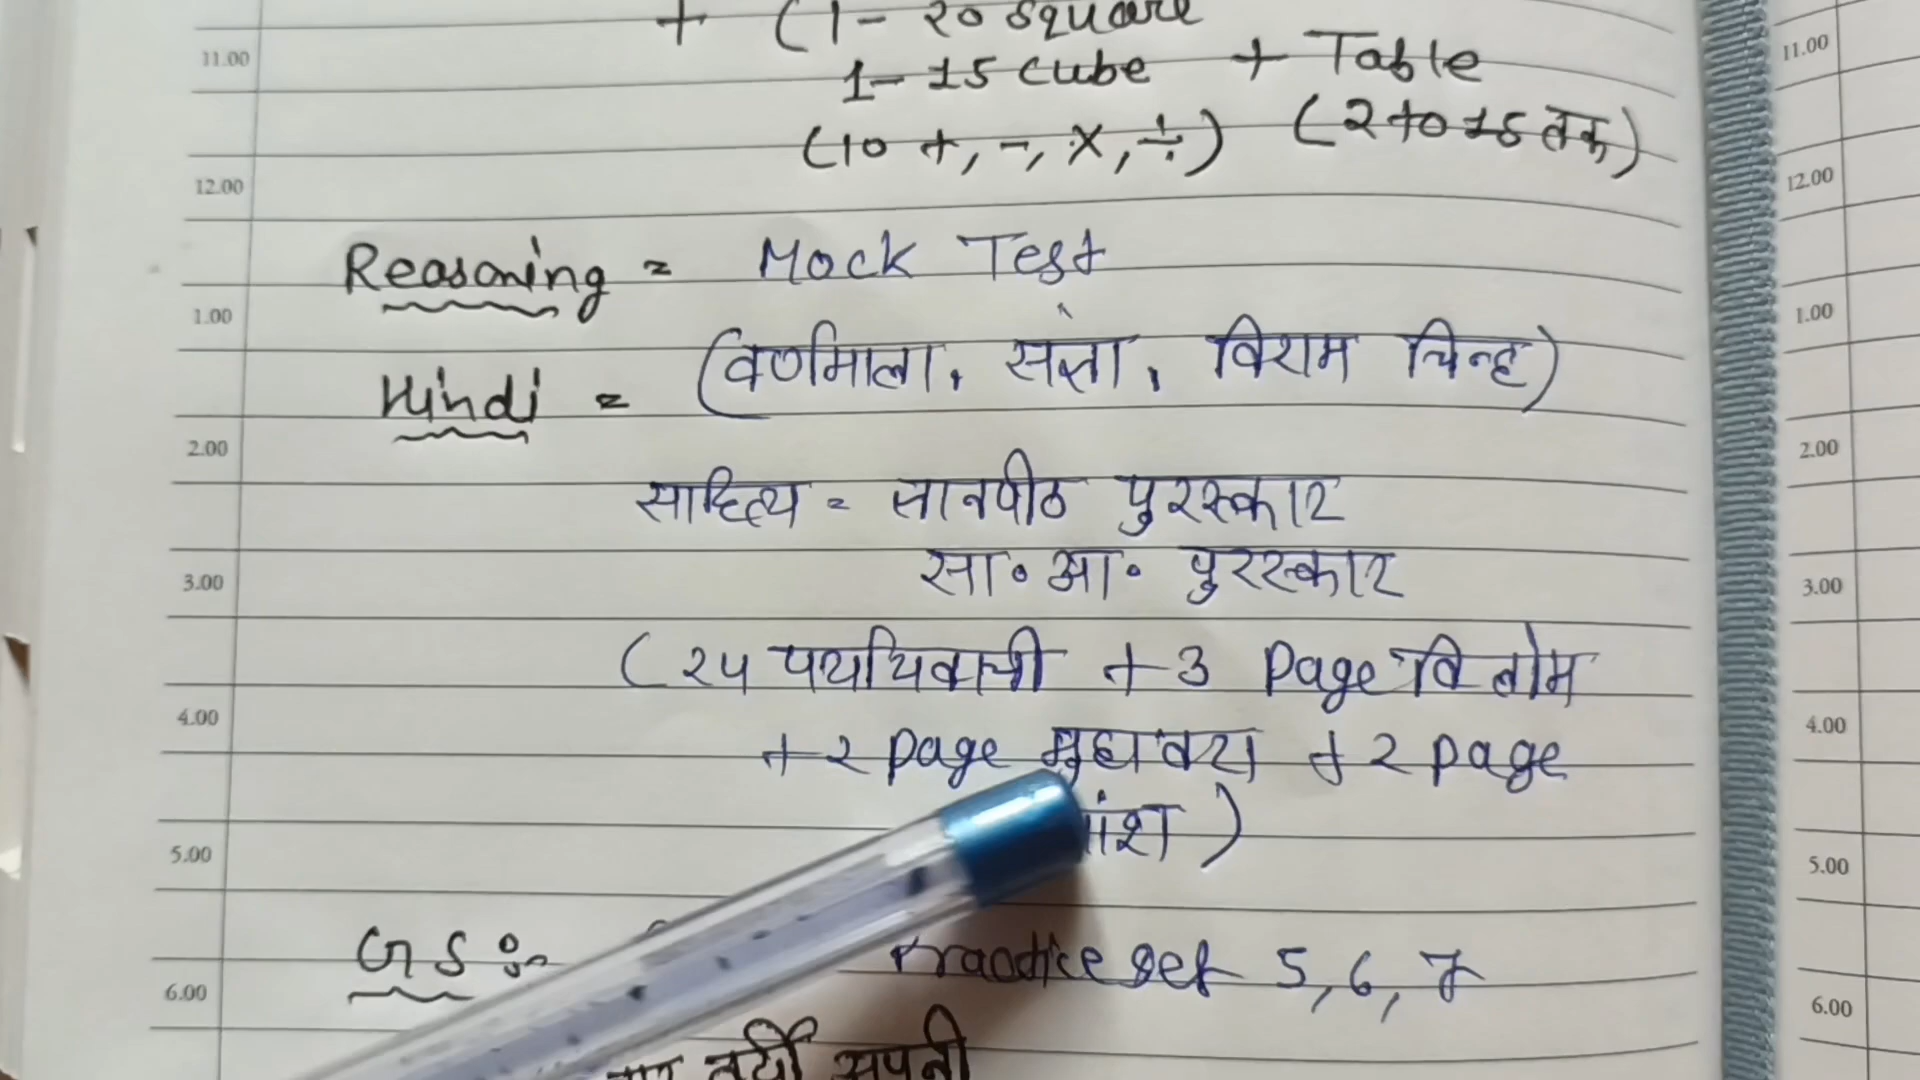 + (1 - 20 Square
1 - 15 Cube + Table
(10 +, -, ×, ÷) (2 to 15 तक)
Reasoning = Mock Test
Hindi = (वर्णमाला, संज्ञा, विराम चिन्ह)
साहित्य = ज्ञानपीठ पुरस्कार
सा॰ आ॰ पुरस्कार
(24 पर्यायवाची + 3 Page विलोम
+ 2 page मुहावरा + 2 page
)
GS :- Practice set 5, 6, 7
अपनी
11.00
12.00
1.00
2.00
3.00
4.00
5.00
6.00
11.00
12.00
1.00
2.00
3.00
4.00
5.00
6.00